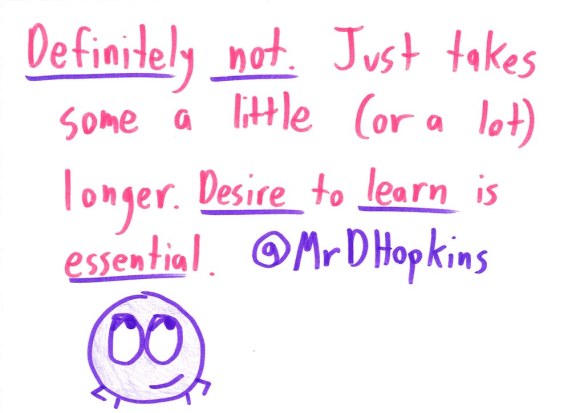 Definitely not. Just takes
some a little (or a lot)
longer. Desire to learn is
essential. @MrDHopkins